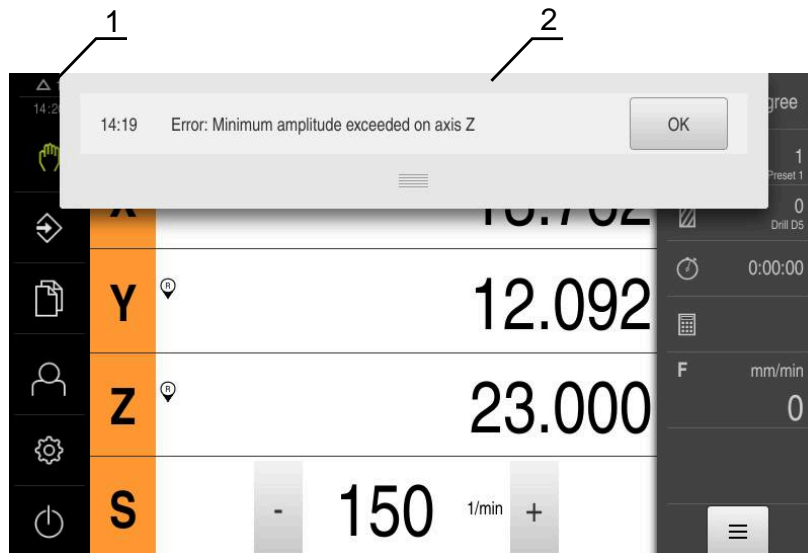 1
2
14:19 Error: Minimum amplitude exceeded on axis Z OK
gree
1
Preset 1
0
Drill D5
Y R 12.092
0:00:00
Z R 23.000
F mm/min
0
S - 150 1/min +